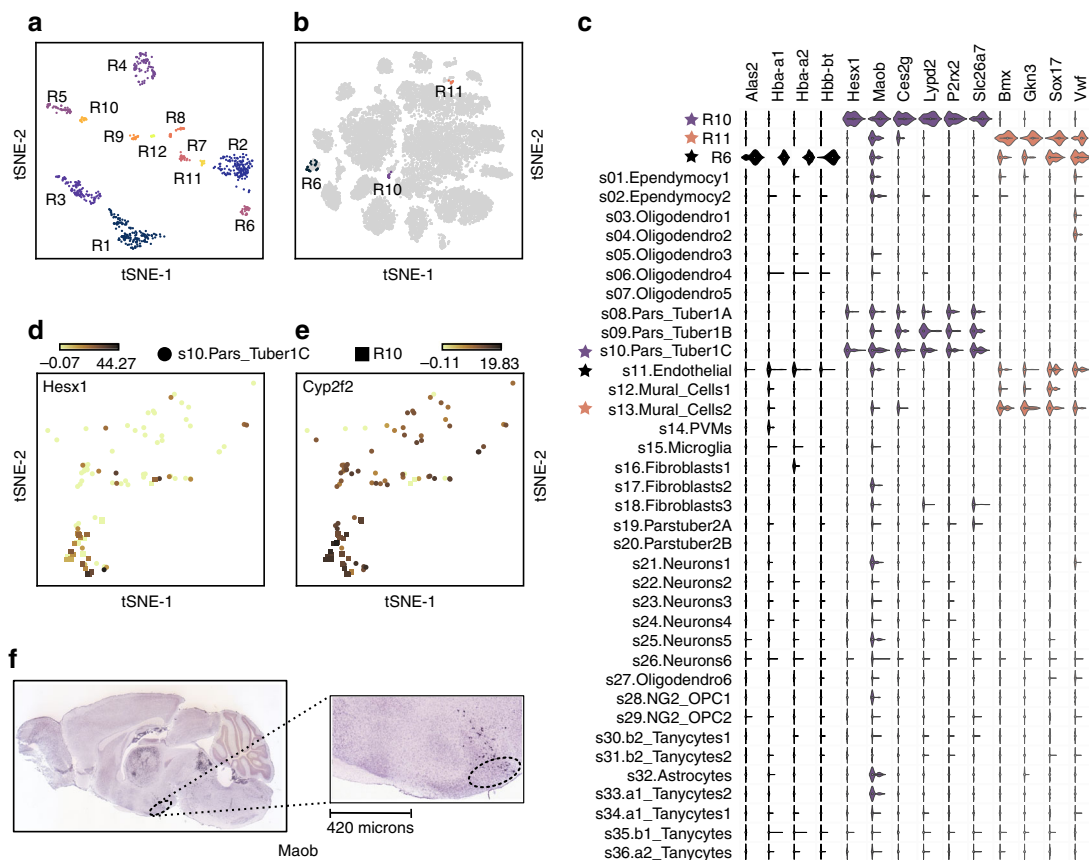 a
b
c
R4
R5
R10
R9
R8
R12
R7
R2
R11
R3
R6
R1
tSNE-2
tSNE-1
R11
R6
R10
tSNE-2
tSNE-1
Alas2
Hba-a1
Hba-a2
Hbb-bt
Hesx1
Maob
Ces2g
Lypd2
P2rx2
Slc26a7
Bmx
Gkn3
Sox17
Vwf
R10
R11
R6
s01.Ependymocy1
s02.Ependymocy2
s03.Oligodendro1
s04.Oligodendro2
s05.Oligodendro3
s06.Oligodendro4
s07.Oligodendro5
s08.Pars_Tuber1A
s09.Pars_Tuber1B
s10.Pars_Tuber1C
s11.Endothelial
s12.Mural_Cells1
s13.Mural_Cells2
s14.PVMs
s15.Microglia
s16.Fibroblasts1
s17.Fibroblasts2
s18.Fibroblasts3
s19.Parstuber2A
s20.Parstuber2B
s21.Neurons1
s22.Neurons2
s23.Neurons3
s24.Neurons4
s25.Neurons5
s26.Neurons6
s27.Oligodendro6
s28.NG2_OPC1
s29.NG2_OPC2
s30.b2_Tanycytes1
s31.b2_Tanycytes2
s32.Astrocytes
s33.a1_Tanycytes2
s34.a1_Tanycytes1
s35.b1_Tanycytes
s36.a2_Tanycytes
d
e
−0.07 44.27
s10.Pars_Tuber1C
R10
−0.11 19.83
Hesx1
tSNE-2
tSNE-1
Cyp2f2
tSNE-2
tSNE-1
f
420 microns
Maob